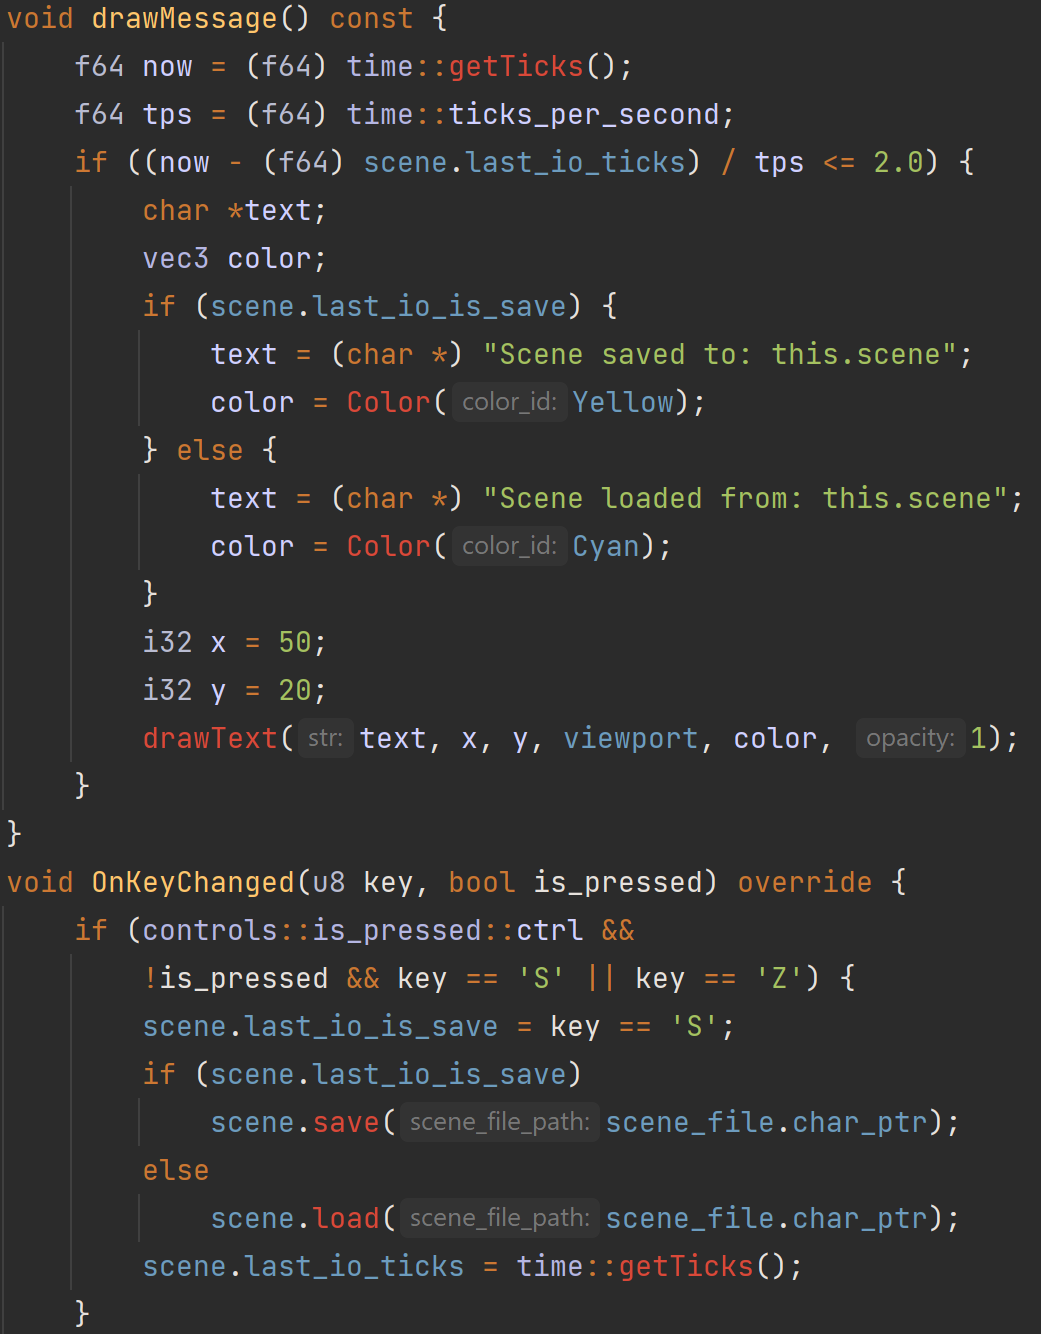 void drawMessage() const {
    f64 now = (f64) time::getTicks();
    f64 tps = (f64) time::ticks_per_second;
    if ((now - (f64) scene.last_io_ticks) / tps <= 2.0) {
        char *text;
        vec3 color;
        if (scene.last_io_is_save) {
            text = (char *) "Scene saved to: this.scene";
            color = Color( color_id: Yellow);
        } else {
            text = (char *) "Scene loaded from: this.scene";
            color = Color( color_id: Cyan);
        }
        i32 x = 50;
        i32 y = 20;
        drawText( str: text, x, y, viewport, color, opacity: 1);
    }
}
void OnKeyChanged(u8 key, bool is_pressed) override {
    if (controls::is_pressed::ctrl &&
        !is_pressed && key == 'S' || key == 'Z') {
        scene.last_io_is_save = key == 'S';
        if (scene.last_io_is_save)
            scene.save( scene_file_path: scene_file.char_ptr);
        else
            scene.load( scene_file_path: scene_file.char_ptr);
        scene.last_io_ticks = time::getTicks();
    }